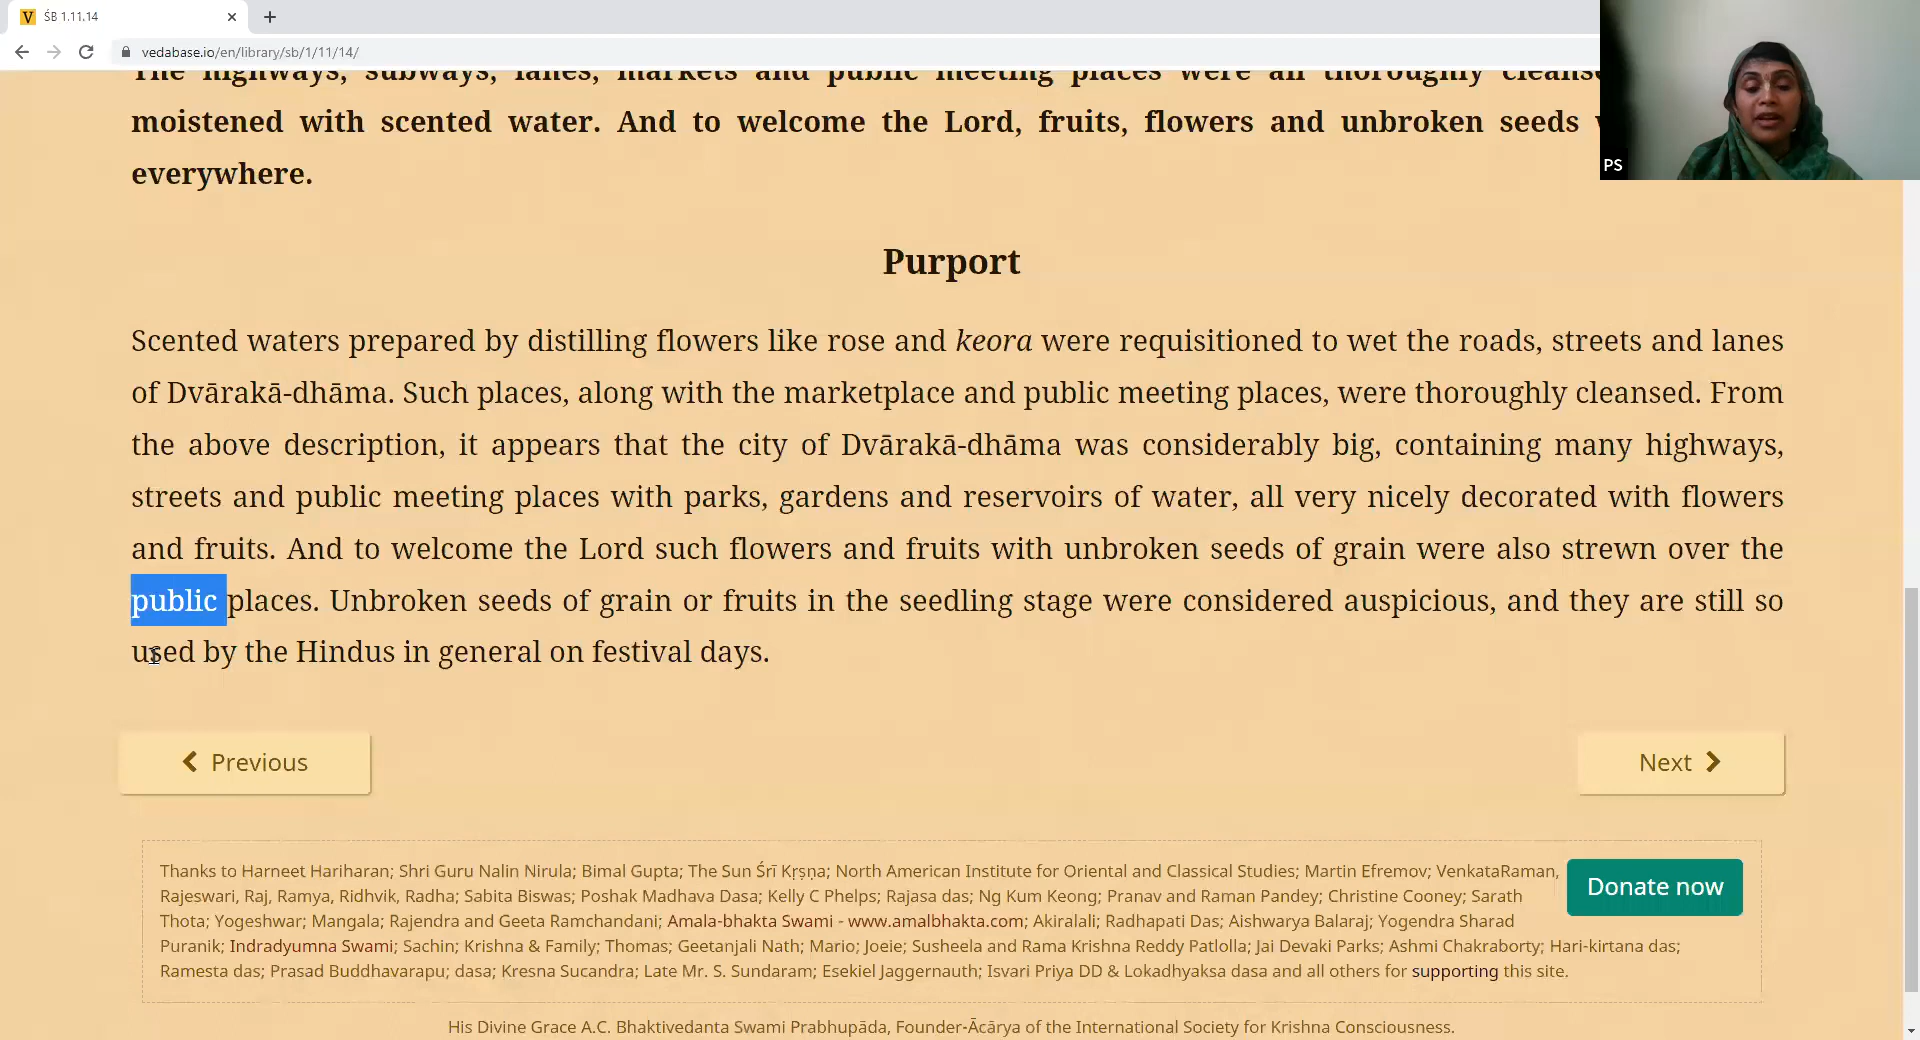 ŚB 1.11.14
vedabase.io/en/library/sb/1/11/14/
The highways, subways, lanes, markets and public meeting places were all thoroughly
moistened with scented water. And to welcome the Lord, fruits, flowers and unbroken seeds
everywhere.
PS
Purport
Scented waters prepared by distilling flowers like rose and keora were requisitioned to wet the roads, streets and lanes
of Dvārakā-dhāma. Such places, along with the marketplace and public meeting places, were thoroughly cleansed. From
the above description, it appears that the city of Dvārakā-dhāma was considerably big, containing many highways,
streets and public meeting places with parks, gardens and reservoirs of water, all very nicely decorated with flowers
and fruits. And to welcome the Lord such flowers and fruits with unbroken seeds of grain were also strewn over the
public places. Unbroken seeds of grain or fruits in the seedling stage were considered auspicious, and they are still so
used by the Hindus in general on festival days.
Previous
Next
Thanks to Harneet Hariharan; Shri Guru Nalin Nirula; Bimal Gupta; The Sun Śrī Kṛṣṇa; North American Institute for Oriental and Classical Studies; Martin Efremov; VenkataRaman,
Rajeswari, Raj, Ramya, Ridhvik, Radha; Sabita Biswas; Poshak Madhava Dasa; Kelly C Phelps; Rajasa das; Ng Kum Keong; Pranav and Raman Pandey; Christine Cooney; Sarath
Thota; Yogeshwar; Mangala; Rajendra and Geeta Ramchandani; Amala-bhakta Swami - www.amalbhakta.com; Akiralali; Radhapati Das; Aishwarya Balaraj; Yogendra Sharad
Puranik; Indradyumna Swami; Sachin; Krishna & Family; Thomas; Geetanjali Nath; Mario; Joeie; Susheela and Rama Krishna Reddy Patlolla; Jai Devaki Parks; Ashmi Chakraborty; Hari-kirtana das;
Ramesta das; Prasad Buddhavarapu; dasa; Kresna Sucandra; Late Mr. S. Sundaram; Esekiel Jaggernauth; Isvari Priya DD & Lokadhyaksa dasa and all others for supporting this site.
Donate now
His Divine Grace A.C. Bhaktivedanta Swami Prabhupāda, Founder-Ācārya of the International Society for Krishna Consciousness.